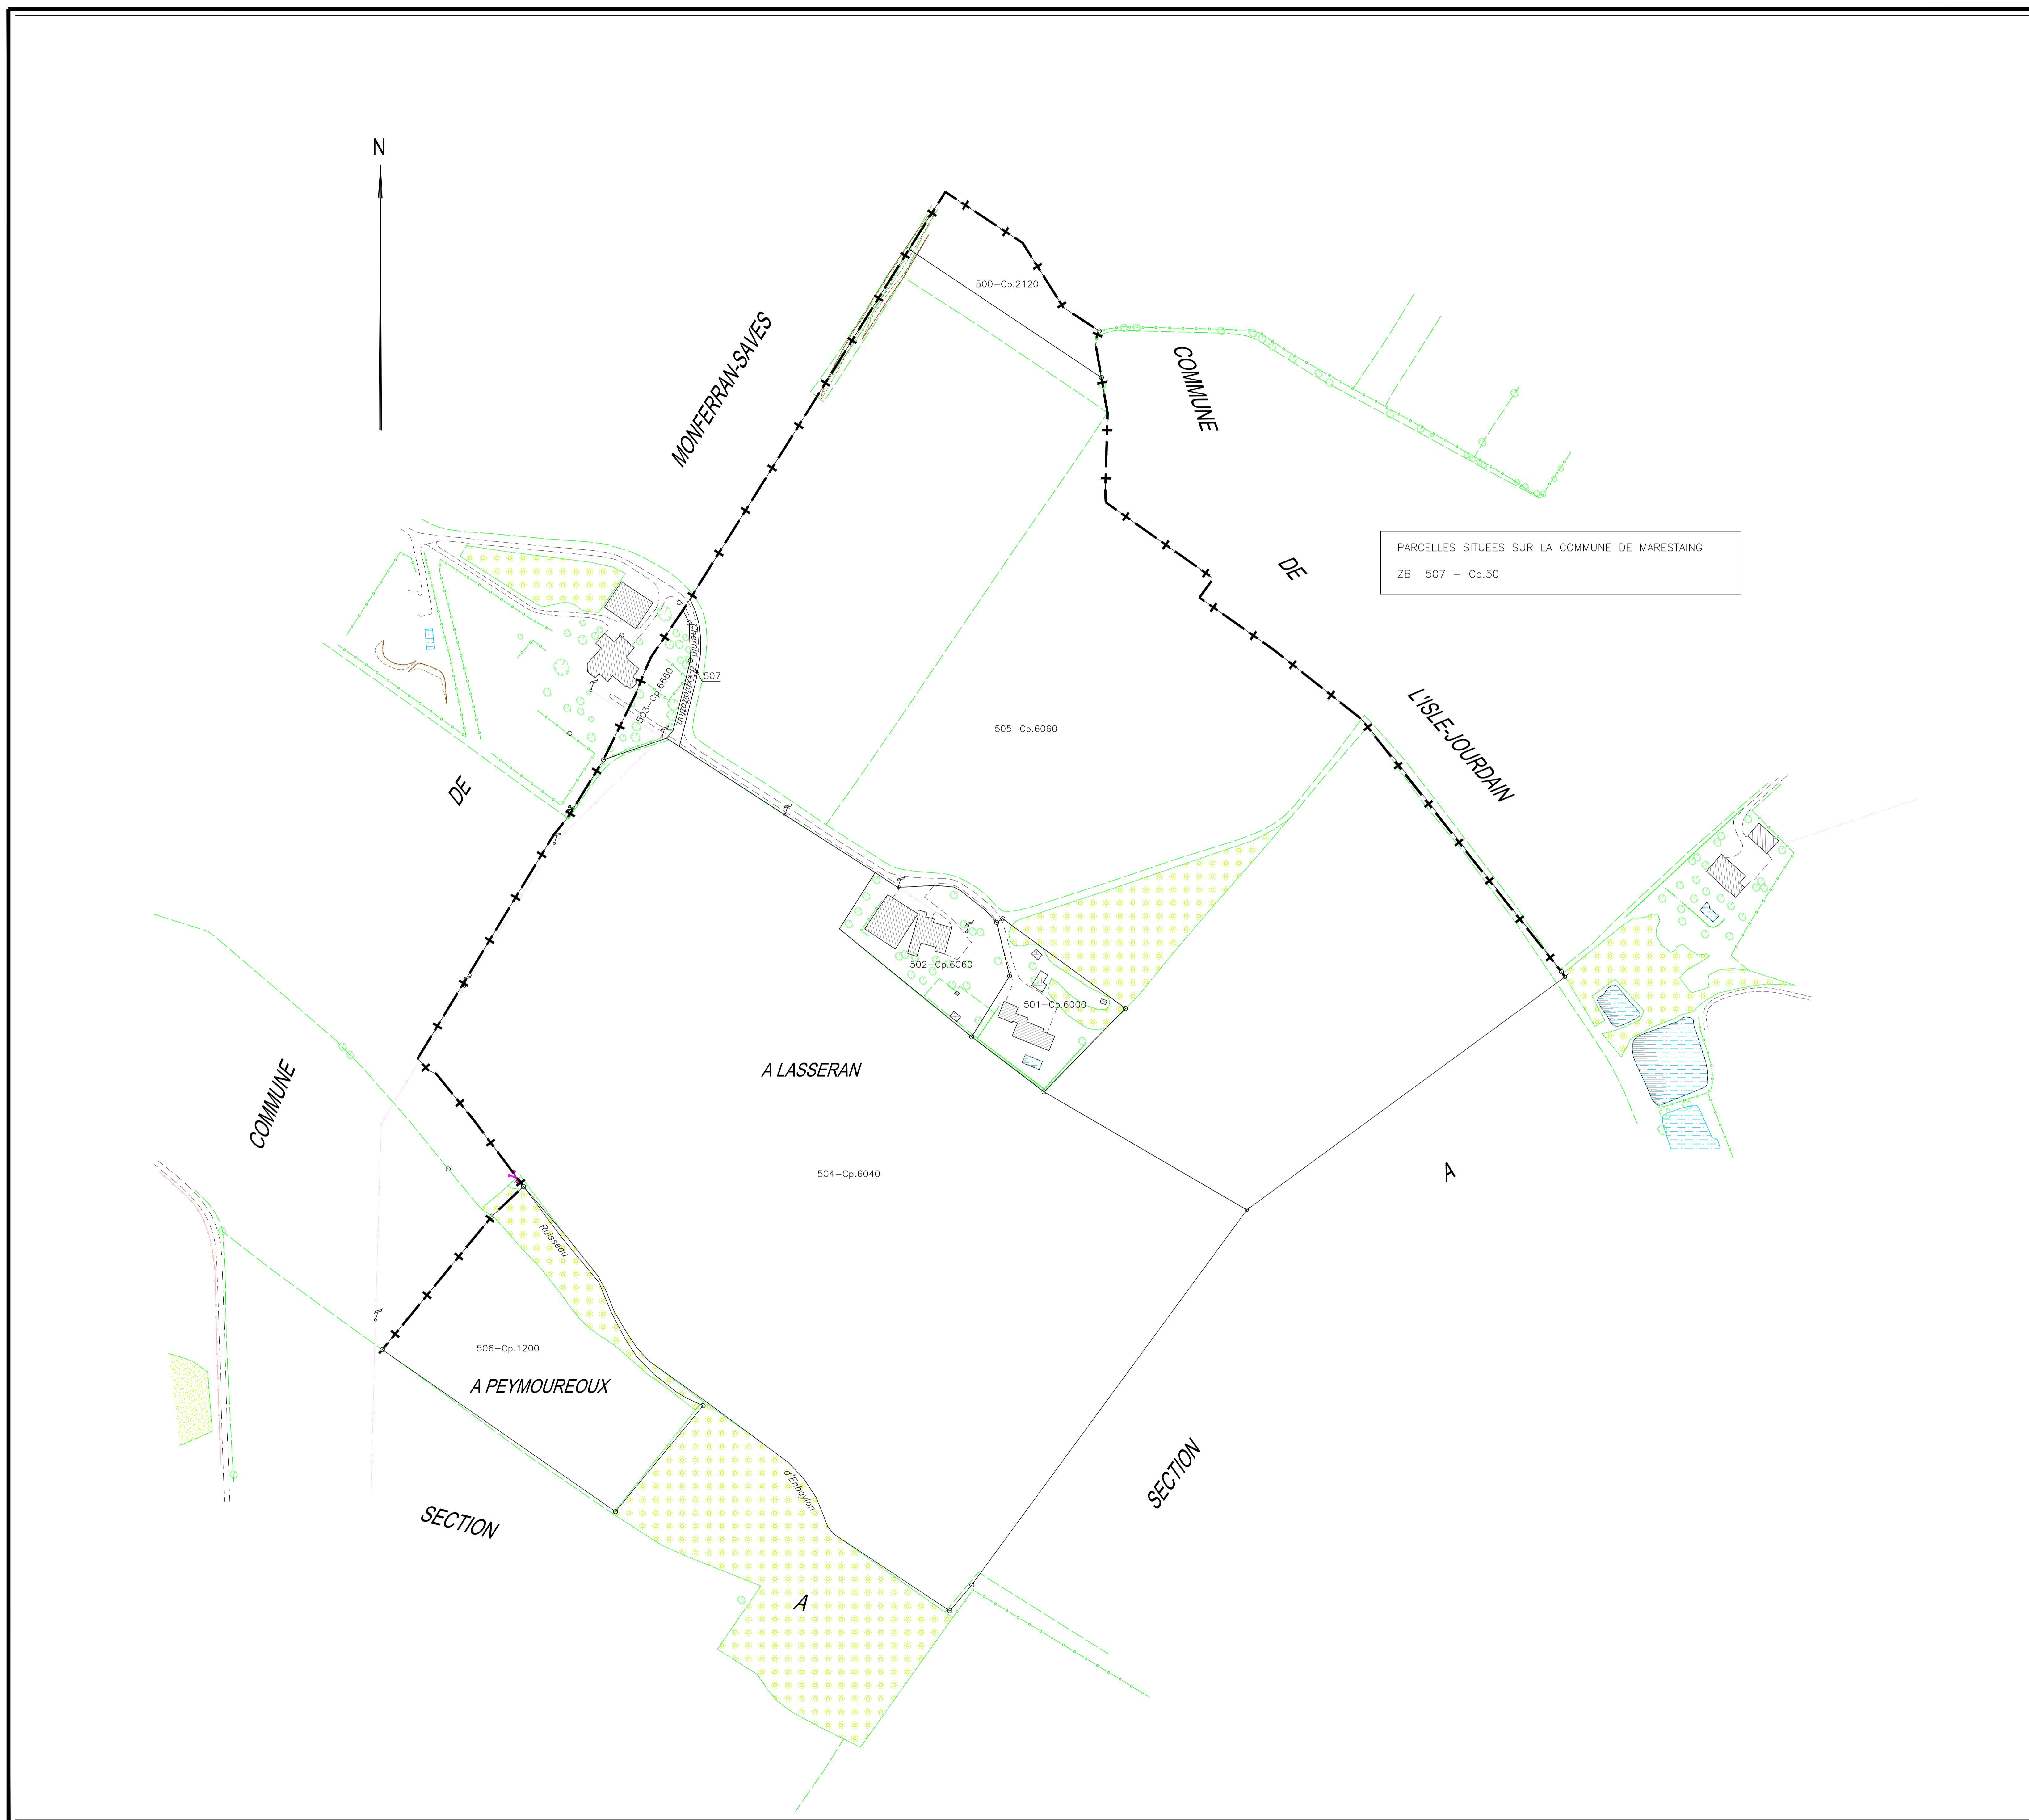 N
500-Cp.2120
MONFERRAN-SAVES
COMMUNE
PARCELLES SITUEES SUR LA COMMUNE DE MARESTAING
ZB 507 - Cp.50
DE
Chemin d'exploitation
507
503-Cp.6660
505-Cp.6060
L'ISLE-JOURDAIN
DE
502-Cp.6060
501-Cp.6000
A LASSERAN
COMMUNE
504-Cp.6040
A
Ruisseau
506-Cp.1200
A PEYMOUREOUX
d'Enbaylon
SECTION
SECTION
A